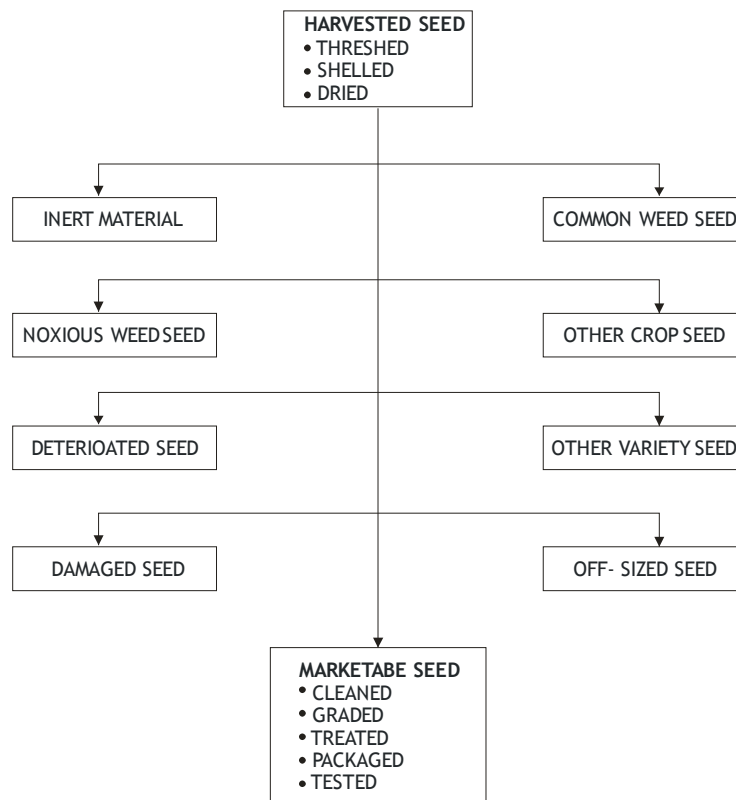 HARVESTED SEED
• THRESHED
• SHELLED
• DRIED
INERT MATERIAL
COMMON WEED SEED
NOXIOUS WEED SEED
OTHER CROP SEED
DETERIOATED SEED
OTHER VARIETY SEED
DAMAGED SEED
OFF- SIZED SEED
MARKETABE SEED
• CLEANED
• GRADED
• TREATED
• PACKAGED
• TESTED